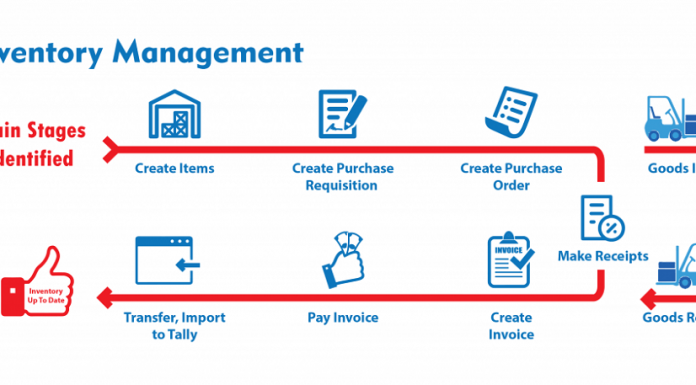 ventory Management
ain Stages
dentified
Create Items
Create Purchase
Requisition
Create Purchase
Order
Goods I
Make Receipts
INVOICE
Inventory
Up To Date
Transfer, Import
to Tally
Pay Invoice
Create
Invoice
Goods R